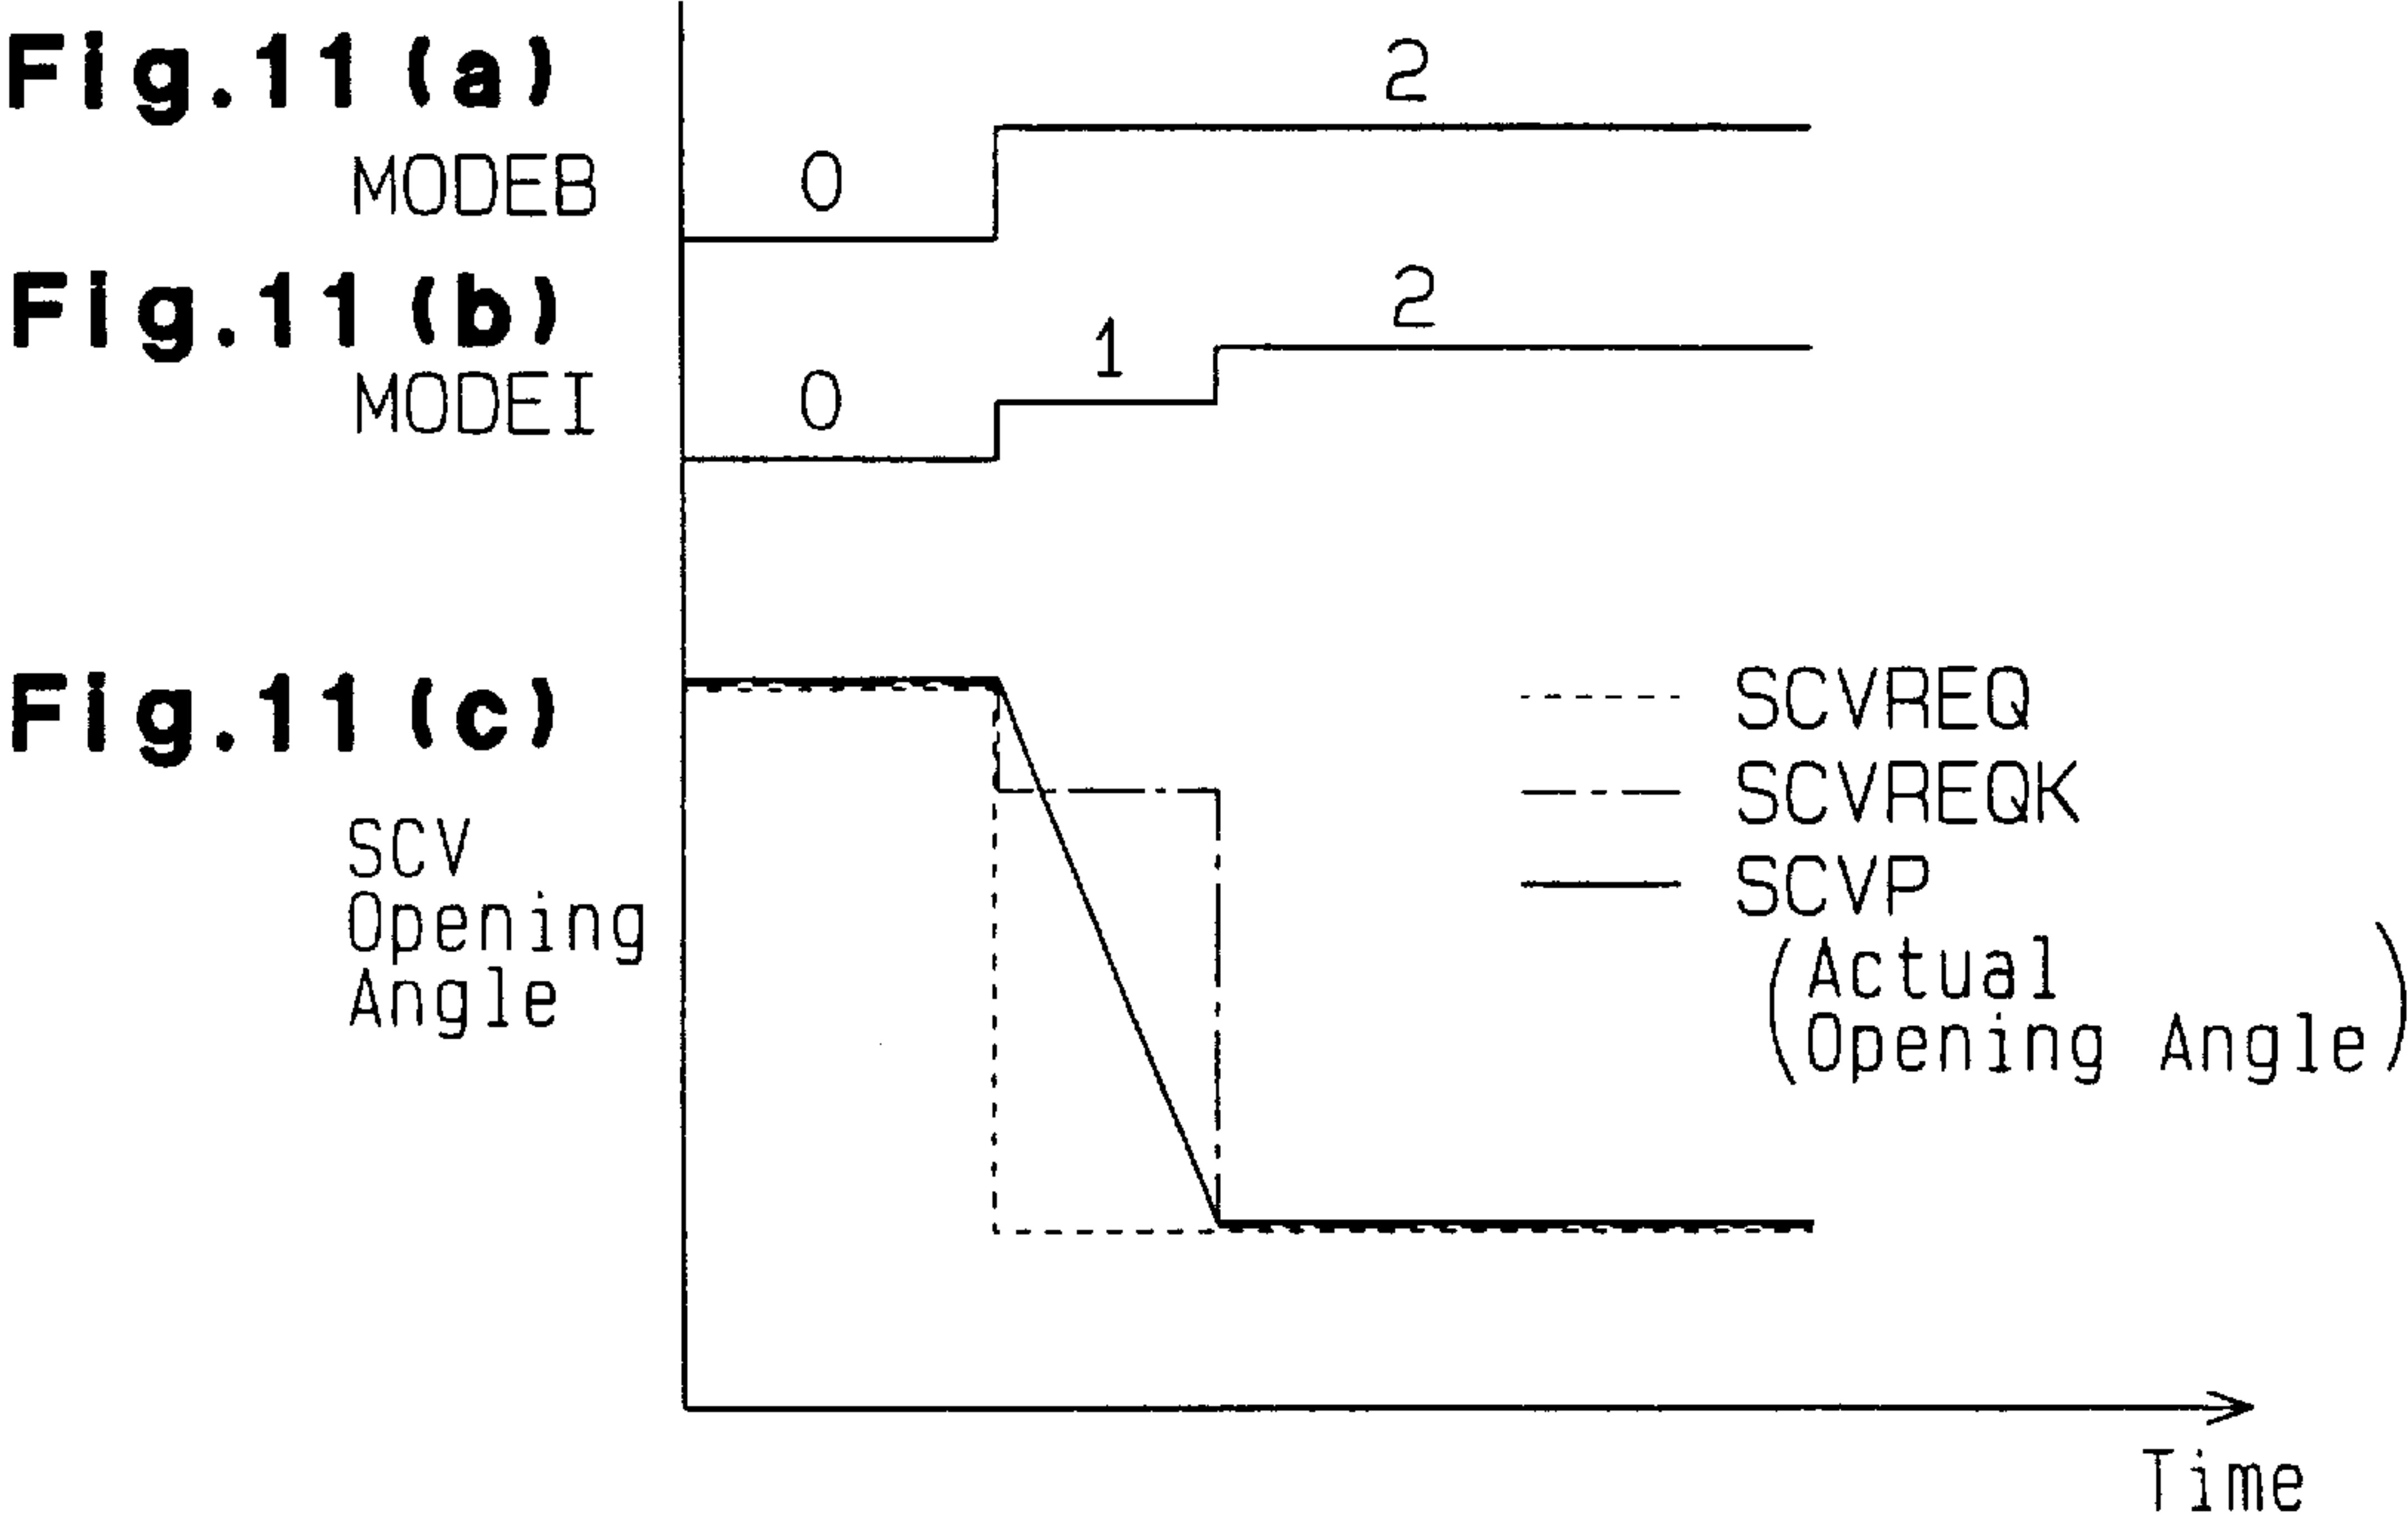 Fig.11(a)
MODEB
0
2
Fig.11(b)
MODEI
0
1
2
Fig.11(c)
SCV
Opening
Angle
SCVREQ
SCVREQK
SCVP
(Actual
Opening Angle)
Time